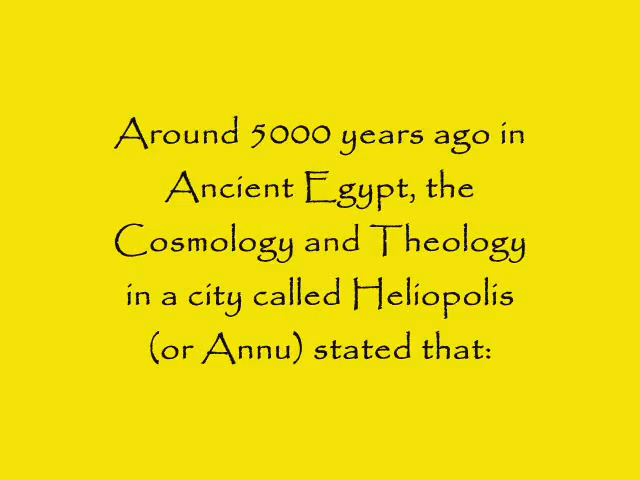 Around 5000 years ago in
Ancient Egypt, the
Cosmology and Theology
in a city called Heliopolis
(or Annu) stated that: